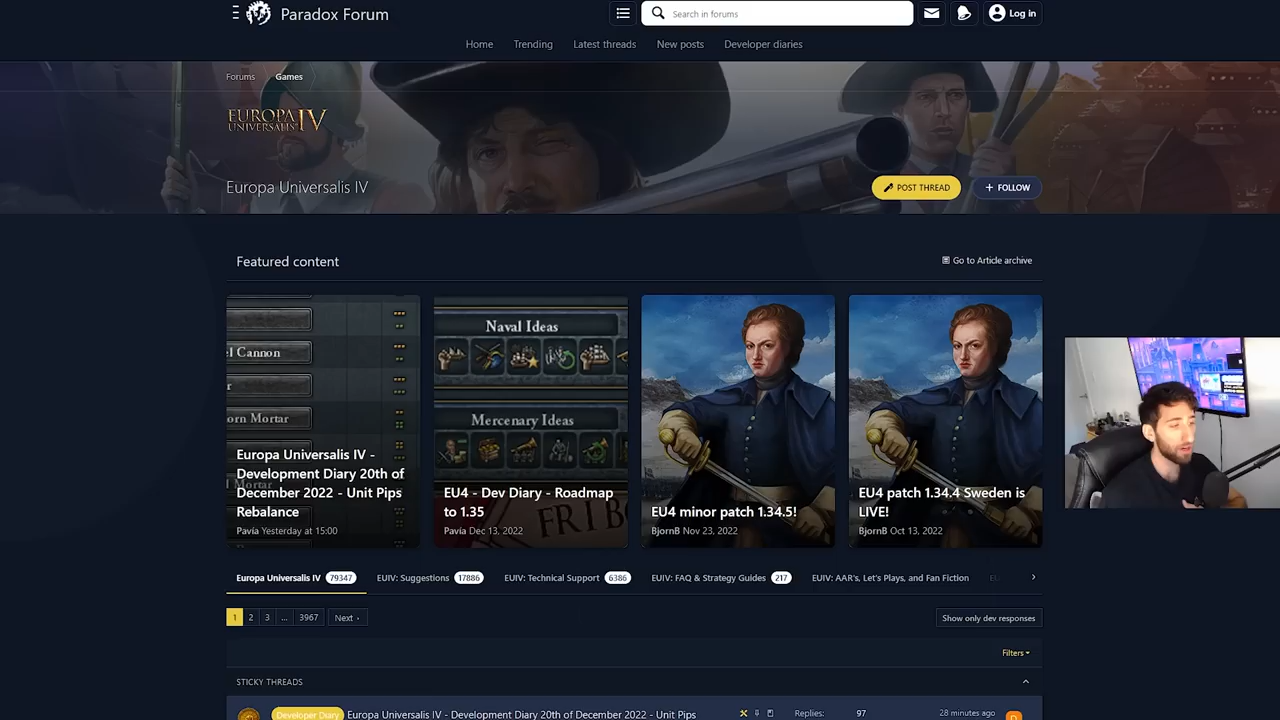 Paradox Forum
Search in forums
Log in
Home
Trending
Latest threads
New posts
Developer diaries
Forums
Games
EUROPA
UNIVERSALIS IV
Europa Universalis IV
POST THREAD
FOLLOW
Featured content
Go to Article archive
el Cannon
orn Mortar
Mortar
Europa Universalis IV -
Development Diary 20th of
December 2022 - Unit Pips
Rebalance
Pavía Yesterday at 15:00
Naval Ideas
Mercenary Ideas
EU4 - Dev Diary - Roadmap
to 1.35
Pavía Dec 13, 2022
EU4 minor patch 1.34.5!
BjornB Nov 23, 2022
EU4 patch 1.34.4 Sweden is
LIVE!
BjornB Oct 13, 2022
Europa Universalis IV 79347
EUIV: Suggestions 17886
EUIV: Technical Support 6386
EUIV: FAQ & Strategy Guides 217
EUIV: AAR's, Let's Plays, and Fan Fiction
1 2 3 ... 3967 Next
Show only dev responses
Filters
STICKY THREADS
Developer Diary Europa Universalis IV - Development Diary 20th of December 2022 - Unit Pips
Replies: 97
28 minutes ago